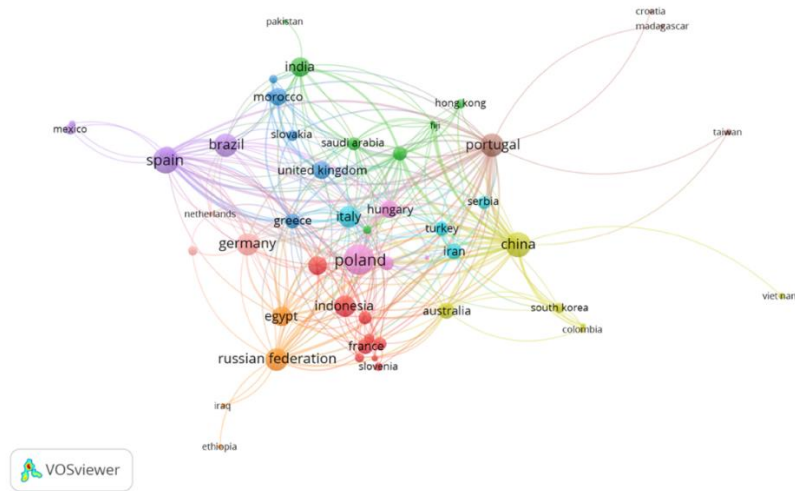 croatia
madagascar
pakistan
india
morocco
hong kong
fiji
taiwan
mexico
slovakia
saudi arabia
portugal
brazil
spain
united kingdom
serbia
netherlands
hungary
italy
greece
turkey
germany
china
iran
poland
viet nam
indonesia
egypt
australia
south korea
colombia
france
russian federation
slovenia
iraq
ethiopia
VOSviewer